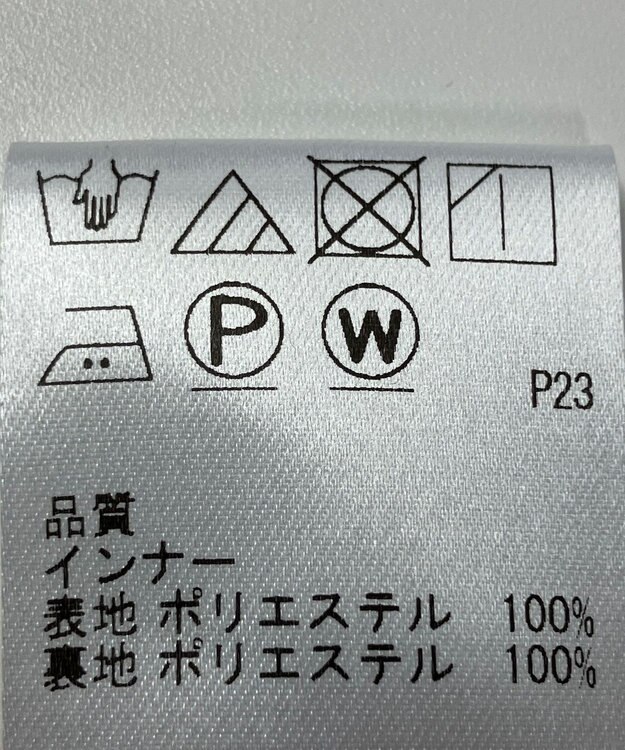 P W
P23
品質
インナー
表地 ポリエステル 100%
裏地 ポリエステル 100%